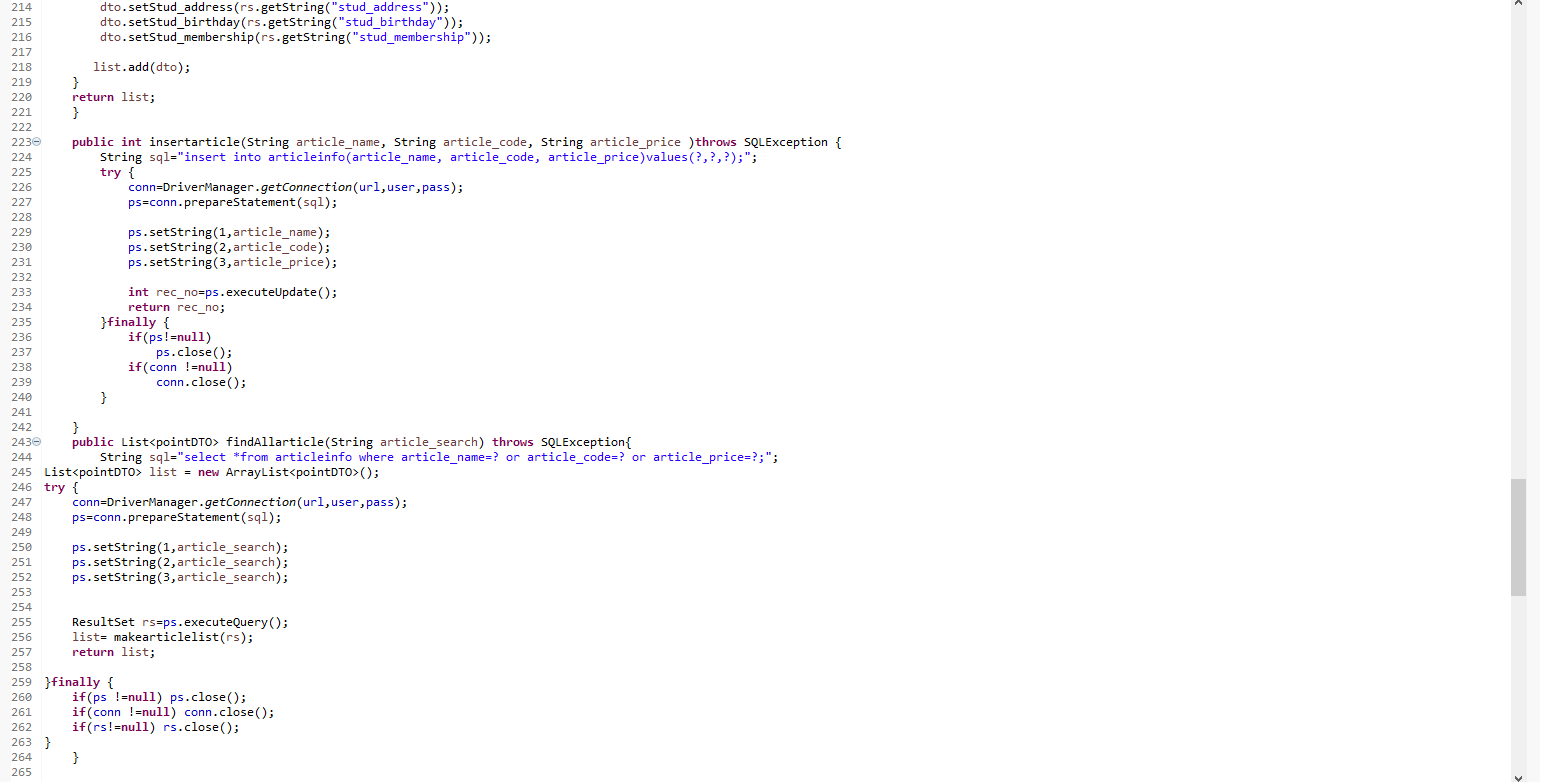 214 dto.setStud_address(rs.getString("stud_address"));
215 dto.setStud_birthday(rs.getString("stud_birthday"));
216 dto.setStud_membership(rs.getString("stud_membership"));
217
218 list.add(dto);
219 }
220 return list;
221 }
222
223 public int insertarticle(String article_name, String article_code, String article_price )throws SQLException {
224 String sql="insert into articleinfo(article_name, article_code, article_price)values(?,?,?);";
225 try {
226 conn=DriverManager.getConnection(url,user,pass);
227 ps=conn.prepareStatement(sql);
228
229 ps.setString(1,article_name);
230 ps.setString(2,article_code);
231 ps.setString(3,article_price);
232
233 int rec_no=ps.executeUpdate();
234 return rec_no;
235 }finally {
236 if(ps!=null)
237 ps.close();
238 if(conn !=null)
239 conn.close();
240 }
241
242 }
243 public List<pointDTO> findAllarticle(String article_search) throws SQLException{
244 String sql="select *from articleinfo where article_name=? or article_code=? or article_price=?;";
245 List<pointDTO> list = new ArrayList<pointDTO>();
246 try {
247 conn=DriverManager.getConnection(url,user,pass);
248 ps=conn.prepareStatement(sql);
249
250 ps.setString(1,article_search);
251 ps.setString(2,article_search);
252 ps.setString(3,article_search);
253
254
255 ResultSet rs=ps.executeQuery();
256 list= makearticlelist(rs);
257 return list;
258
259 }finally {
260 if(ps !=null) ps.close();
261 if(conn !=null) conn.close();
262 if(rs!=null) rs.close();
263 }
264 }
265